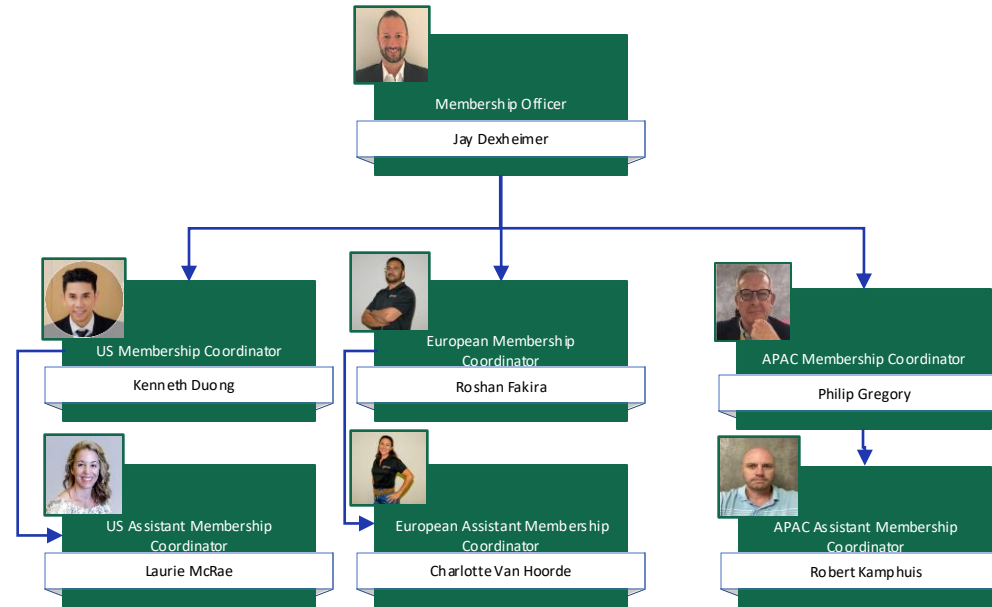 Membership Officer
Jay Dexheimer
US Membership Coordinator
Kenneth Duong
European Membership
Coordinator
Roshan Fakira
APAC Membership Coordinator
Philip Gregory
US Assistant Membership
Coordinator
Laurie McRae
European Assistant Membership
Coordinator
Charlotte Van Hoorde
APAC Assistant Membership
Coordinator
Robert Kamphuis